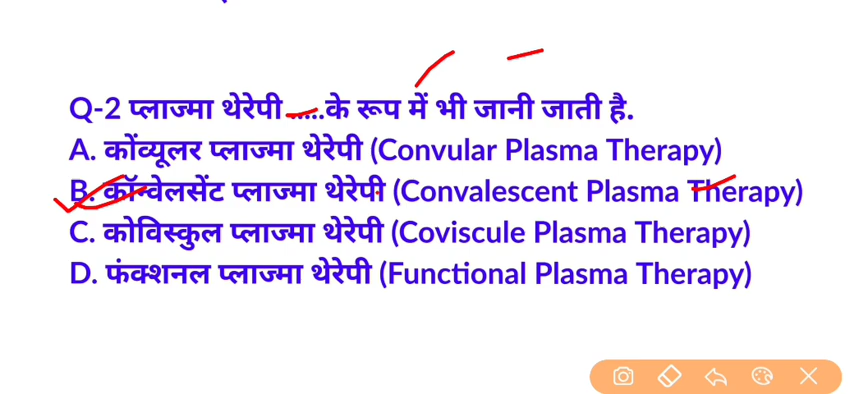 Q-2 प्लाज्मा थेरेपी ......के रूप में भी जानी जाती है.
A. कोंव्यूलर प्लाज्मा थेरेपी (Convular Plasma Therapy)
B. कॉन्वेलसेंट प्लाज्मा थेरेपी (Convalescent Plasma Therapy)
C. कोविस्कुल प्लाज्मा थेरेपी (Coviscule Plasma Therapy)
D. फंक्शनल प्लाज्मा थेरेपी (Functional Plasma Therapy)